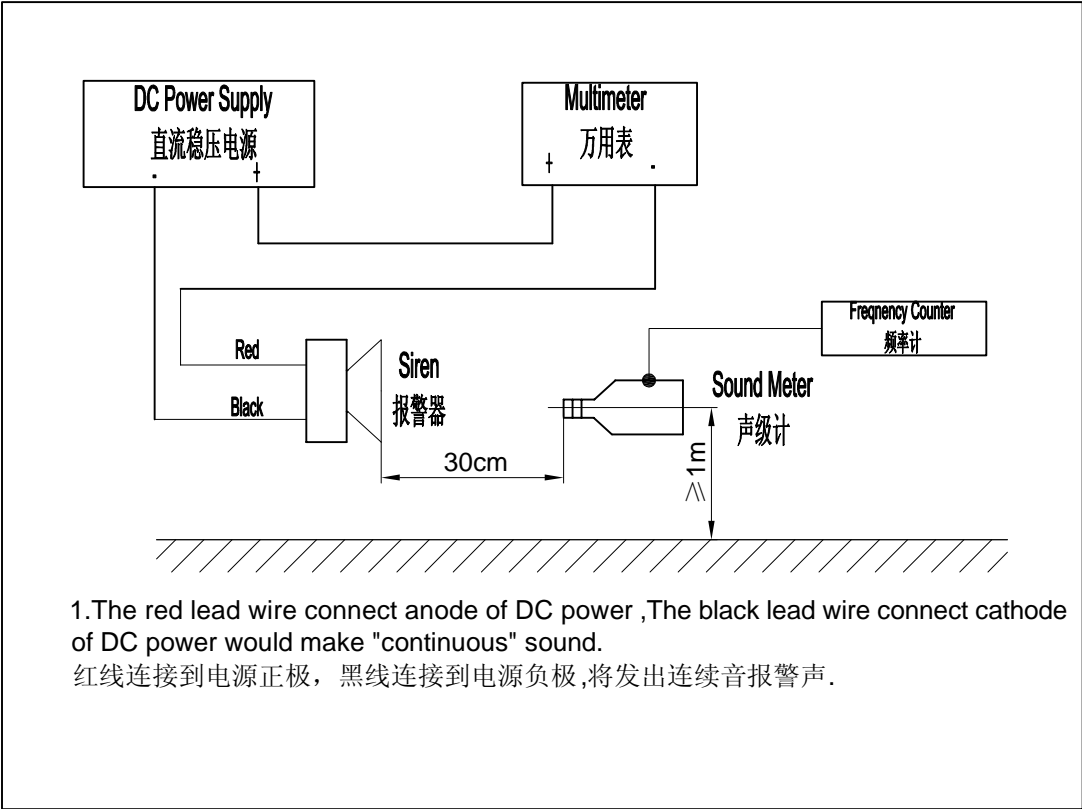 DC Power Supply
直流稳压电源
- +
Multimeter
万用表
+ -
Freqnency Counter
频率计
Red
Siren
报警器
Black
Sound Meter
声级计
30cm
≥1m
1.The red lead wire connect anode of DC power ,The black lead wire connect cathode
of DC power would make "continuous" sound.
红线连接到电源正极，黑线连接到电源负极,将发出连续音报警声.